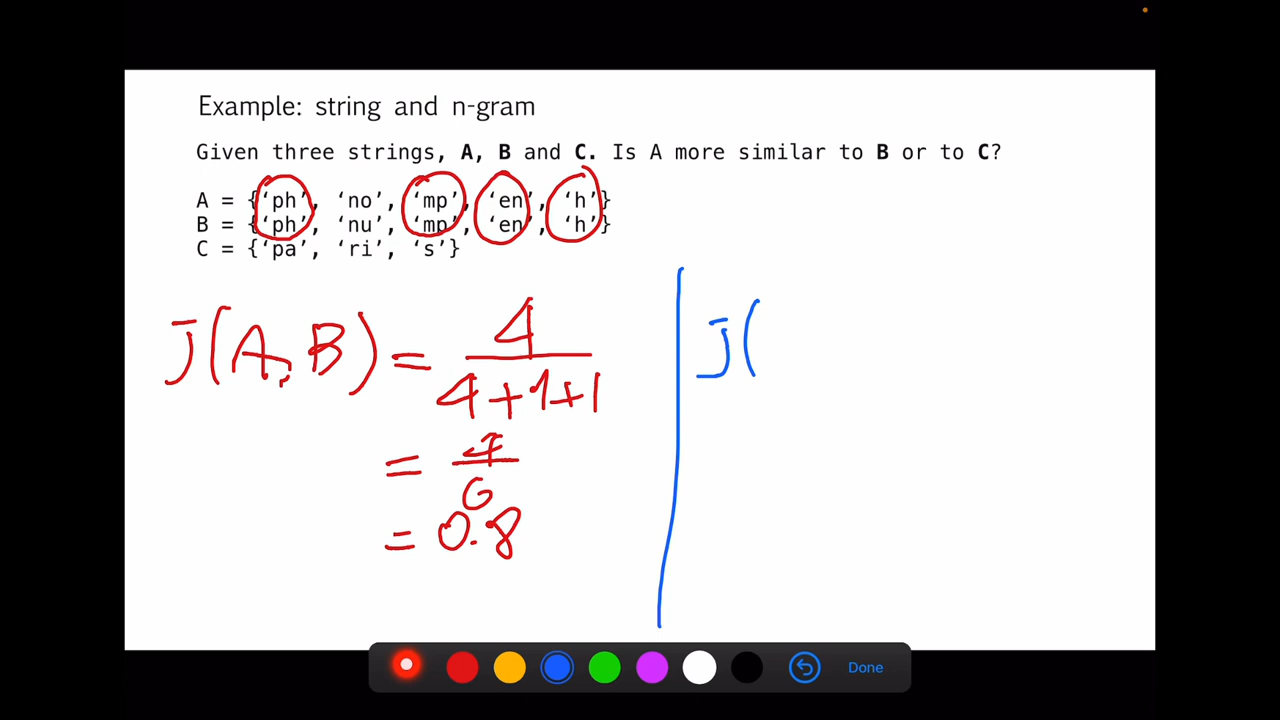 Example: string and n-gram
Given three strings, A, B and C. Is A more similar to B or to C?
A = {‘ph’, ‘no’, ‘mp’, ‘en’, ‘h’}
B = {‘ph’, ‘nu’, ‘mp’, ‘en’, ‘h’}
C = {‘pa’, ‘ri’, ‘s’}
J(A, B) = 4
4+1+1
= 4
6
= 0.8
J(
Done